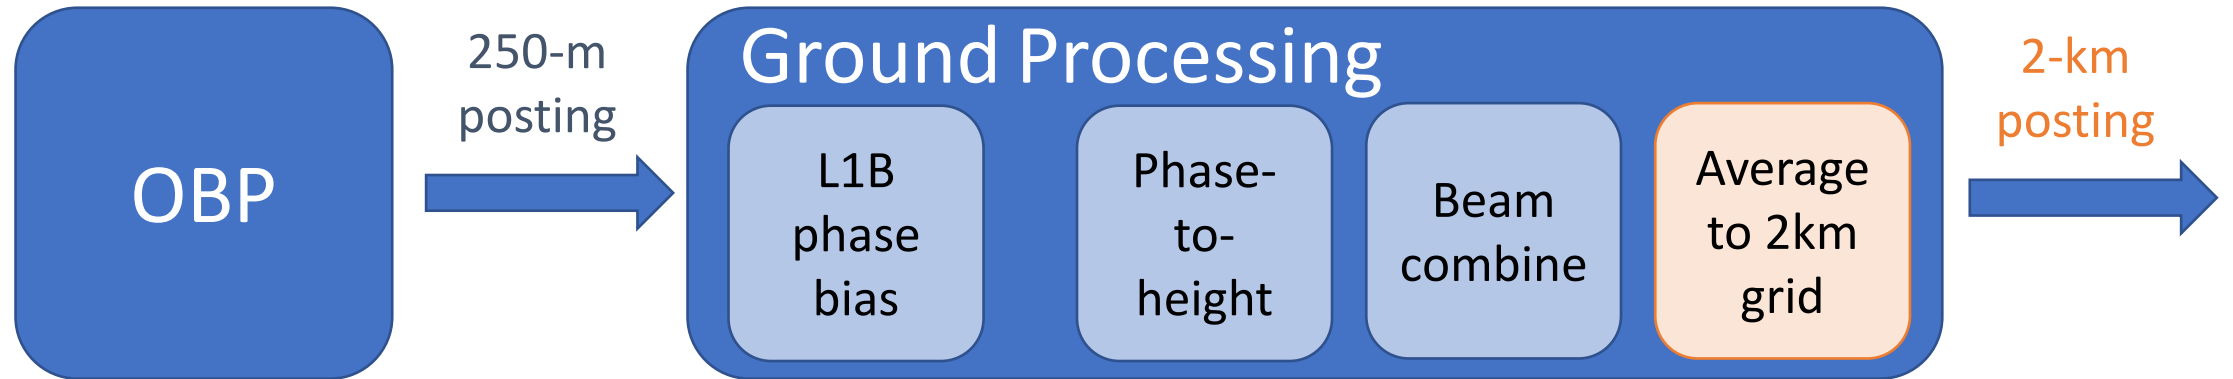 OBP
250-m
posting
Ground Processing
L1B
phase
bias
Phase-
to-
height
Beam
combine
Average
to 2km
grid
2-km
posting